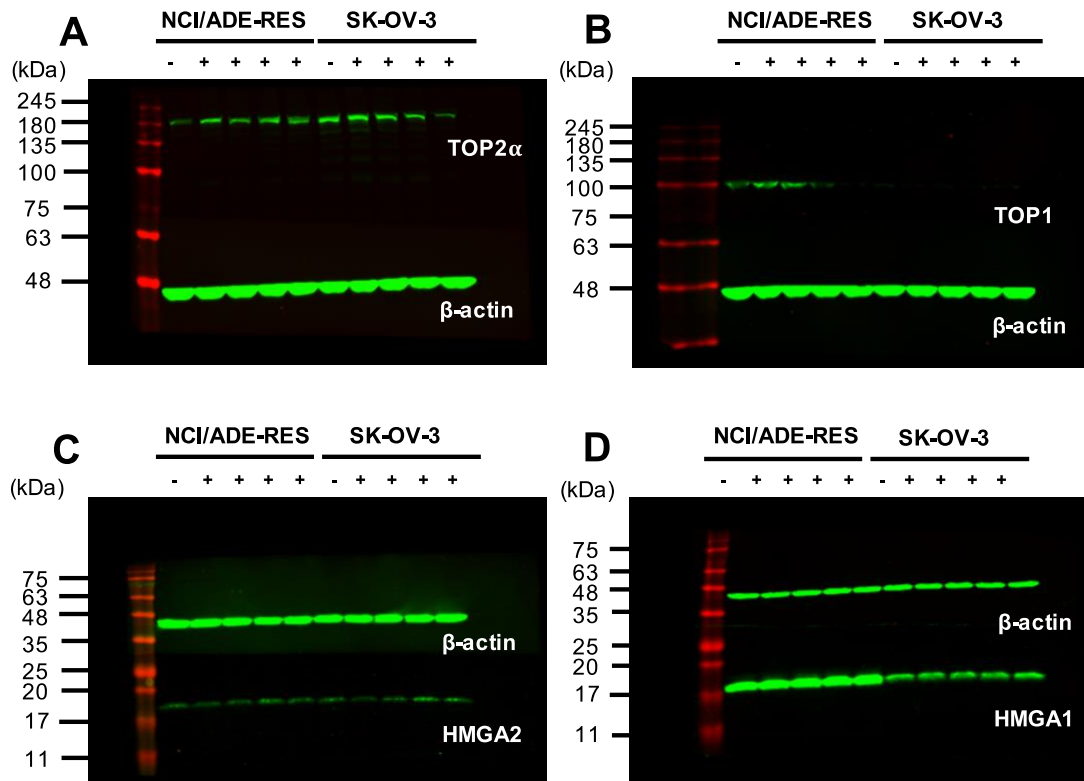 A
NCI/ADE-RES SK-OV-3
(kDa)
- + + + + - + + + +
245
180
135
100
75
63
48
TOP2α
β-actin
B
NCI/ADE-RES SK-OV-3
(kDa)
- + + + + - + + + +
245
180
135
100
75
63
48
TOP1
β-actin
C
NCI/ADE-RES SK-OV-3
(kDa)
- + + + + - + + + +
75
63
48
35
25
20
17
11
β-actin
HMGA2
D
NCI/ADE-RES SK-OV-3
(kDa)
- + + + + - + + + +
75
63
48
35
25
20
17
11
β-actin
HMGA1